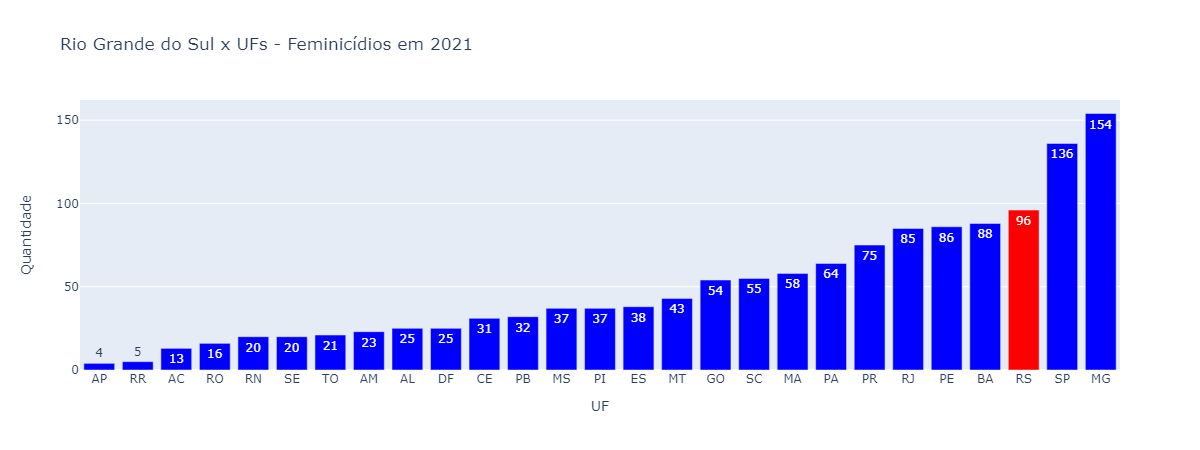 Rio Grande do Sul x UFs - Feminicídios em 2021
Quantidade
150
100
50
0
4 5 13 16 20 20 21 23 25 25 31 32 37 37 38 43 54 55 58 64 75 85 86 88 96 136 154
AP RR AC RO RN SE TO AM AL DF CE PB MS PI ES MT GO SC MA PA PR RJ PE BA RS SP MG
UF